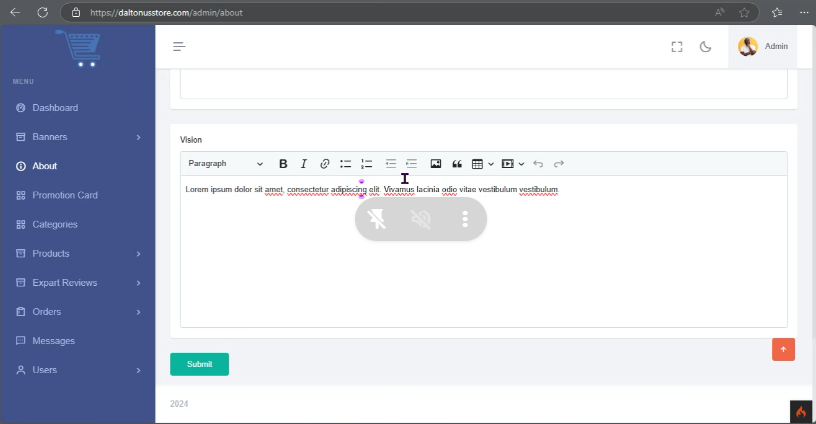 https://daltonusstore.com/admin/about
Admin
MENU
Dashboard
Banners
About
Promotion Card
Categories
Products
Expart Reviews
Orders
Messages
Users
Vision
Paragraph
Lorem ipsum dolor sit amet, consectetur adipiscing elit. Vivamus lacinia odio vitae vestibulum vestibulum.
Submit
2024